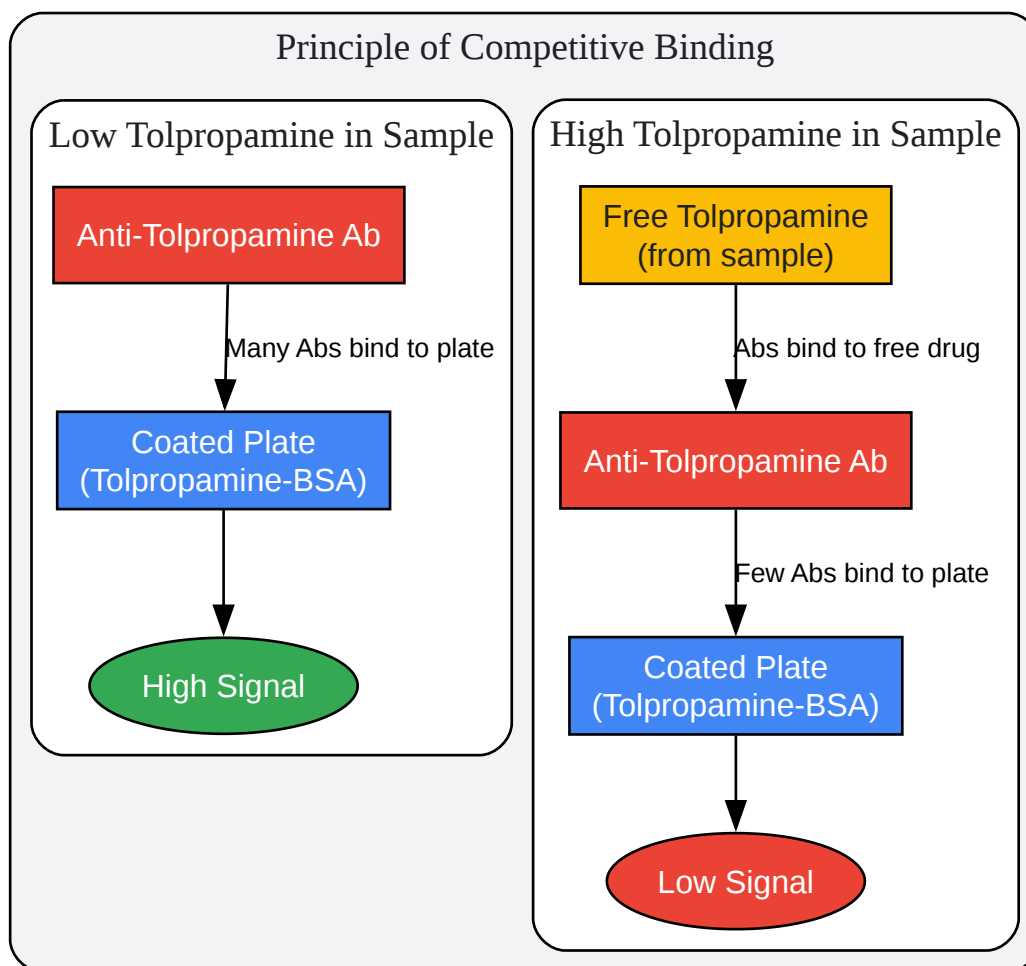 Principle of Competitive Binding
Low Tolpropamine in Sample
Anti-Tolpropamine Ab
Many Abs bind to plate
Coated Plate
(Tolpropamine-BSA)
High Signal
High Tolpropamine in Sample
Free Tolpropamine
(from sample)
Abs bind to free drug
Anti-Tolpropamine Ab
Few Abs bind to plate
Coated Plate
(Tolpropamine-BSA)
Low Signal